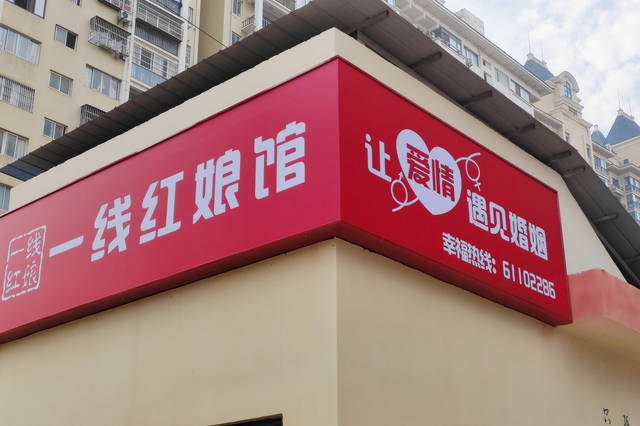 一线
红娘
一线红娘馆
让爱情
遇见婚姻
幸福热线：61102286